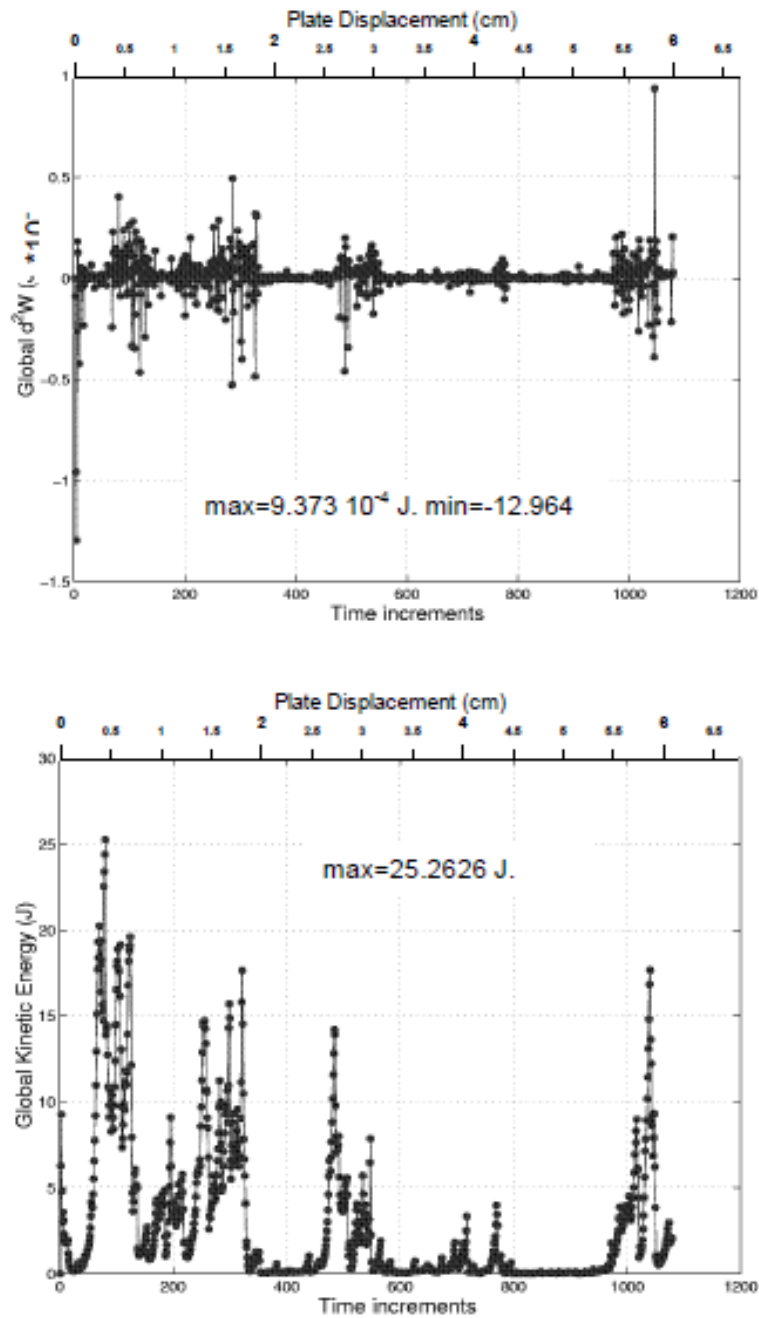 Plate Displacement (cm)
0 0.5 1 1.5 2 2.5 3 3.5 4 4.5 5 5.5 6 6.5
1
0.5
0
−0.5
−1
−1.5
Global d²W (
max=9.373 10⁻⁴ J. min=-12.964
0 200 400 600 800 1000 1200
Time increments
Plate Displacement (cm)
0 0.5 1 1.5 2 2.5 3 3.5 4 4.5 5 5.5 6 6.5
30
25
20
15
10
5
0
Global Kinetic Energy (J)
max=25.2626 J.
0 200 400 600 800 1000 1200
Time increments